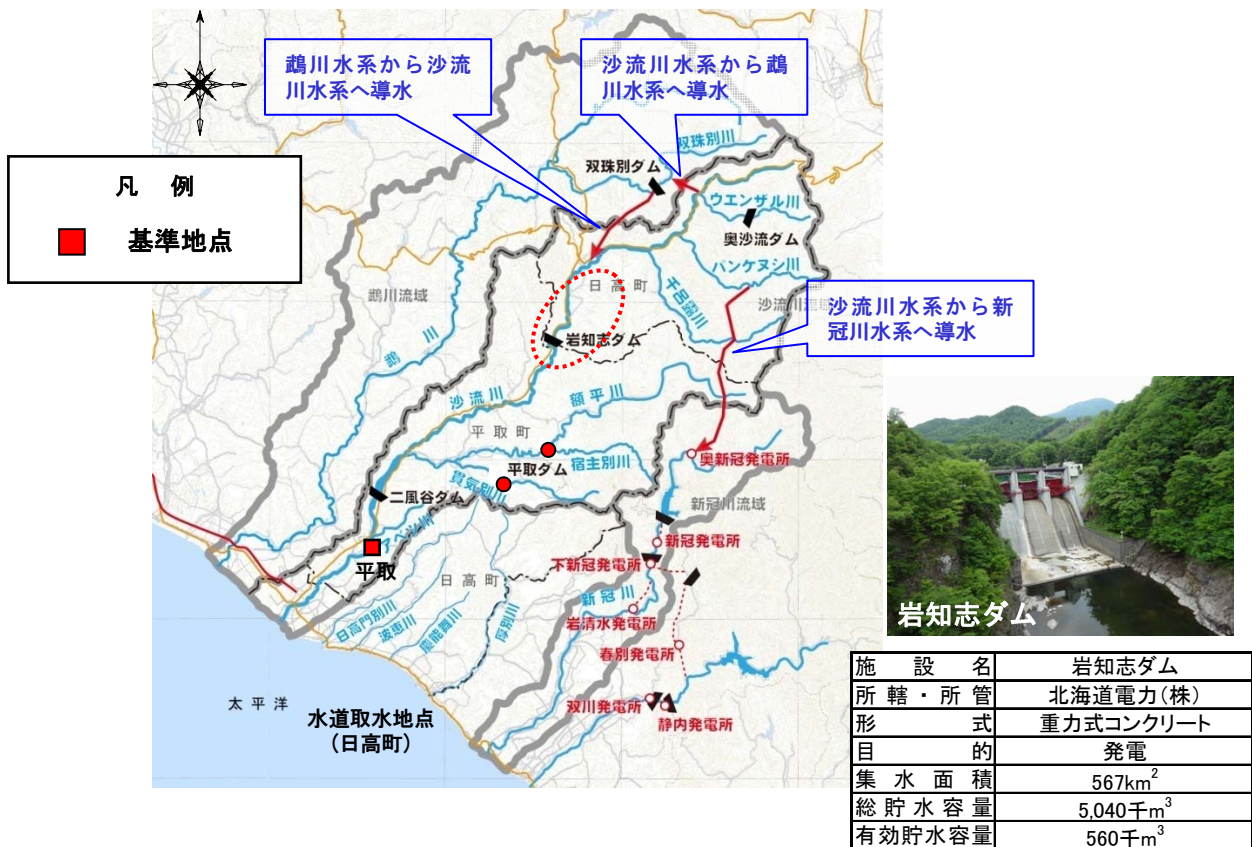 鵡川水系から沙流
川水系へ導水
沙流川水系から鵡
川水系へ導水
凡 例
基準地点
双珠別川
双珠別ダム
ウエンザル川
奥沙流ダム
パンケヌシ川
日高町
千呂露川
鵡川流域
沙流川流域
沙流川水系から新
冠川水系へ導水
岩知志ダム
鵡 川
沙流川
額平川
平取町
宿主別川
平取ダム
貫気別川
奥新冠発電所
二風谷ダム
新冠川流域
平取
新冠発電所
下新冠発電所
日高町
新冠川
岩清水発電所
日高門別川
波恵川
慶能舞川
厚別川
春別発電所
太平洋
水道取水地点
(日高町)
双川発電所
静内発電所
岩知志ダム
施設名 岩知志ダム
所轄・所管 北海道電力(株)
形式 重力式コンクリート
目的 発電
集水面積 567km²
総貯水容量 5,040千m³
有効貯水容量 560千m³